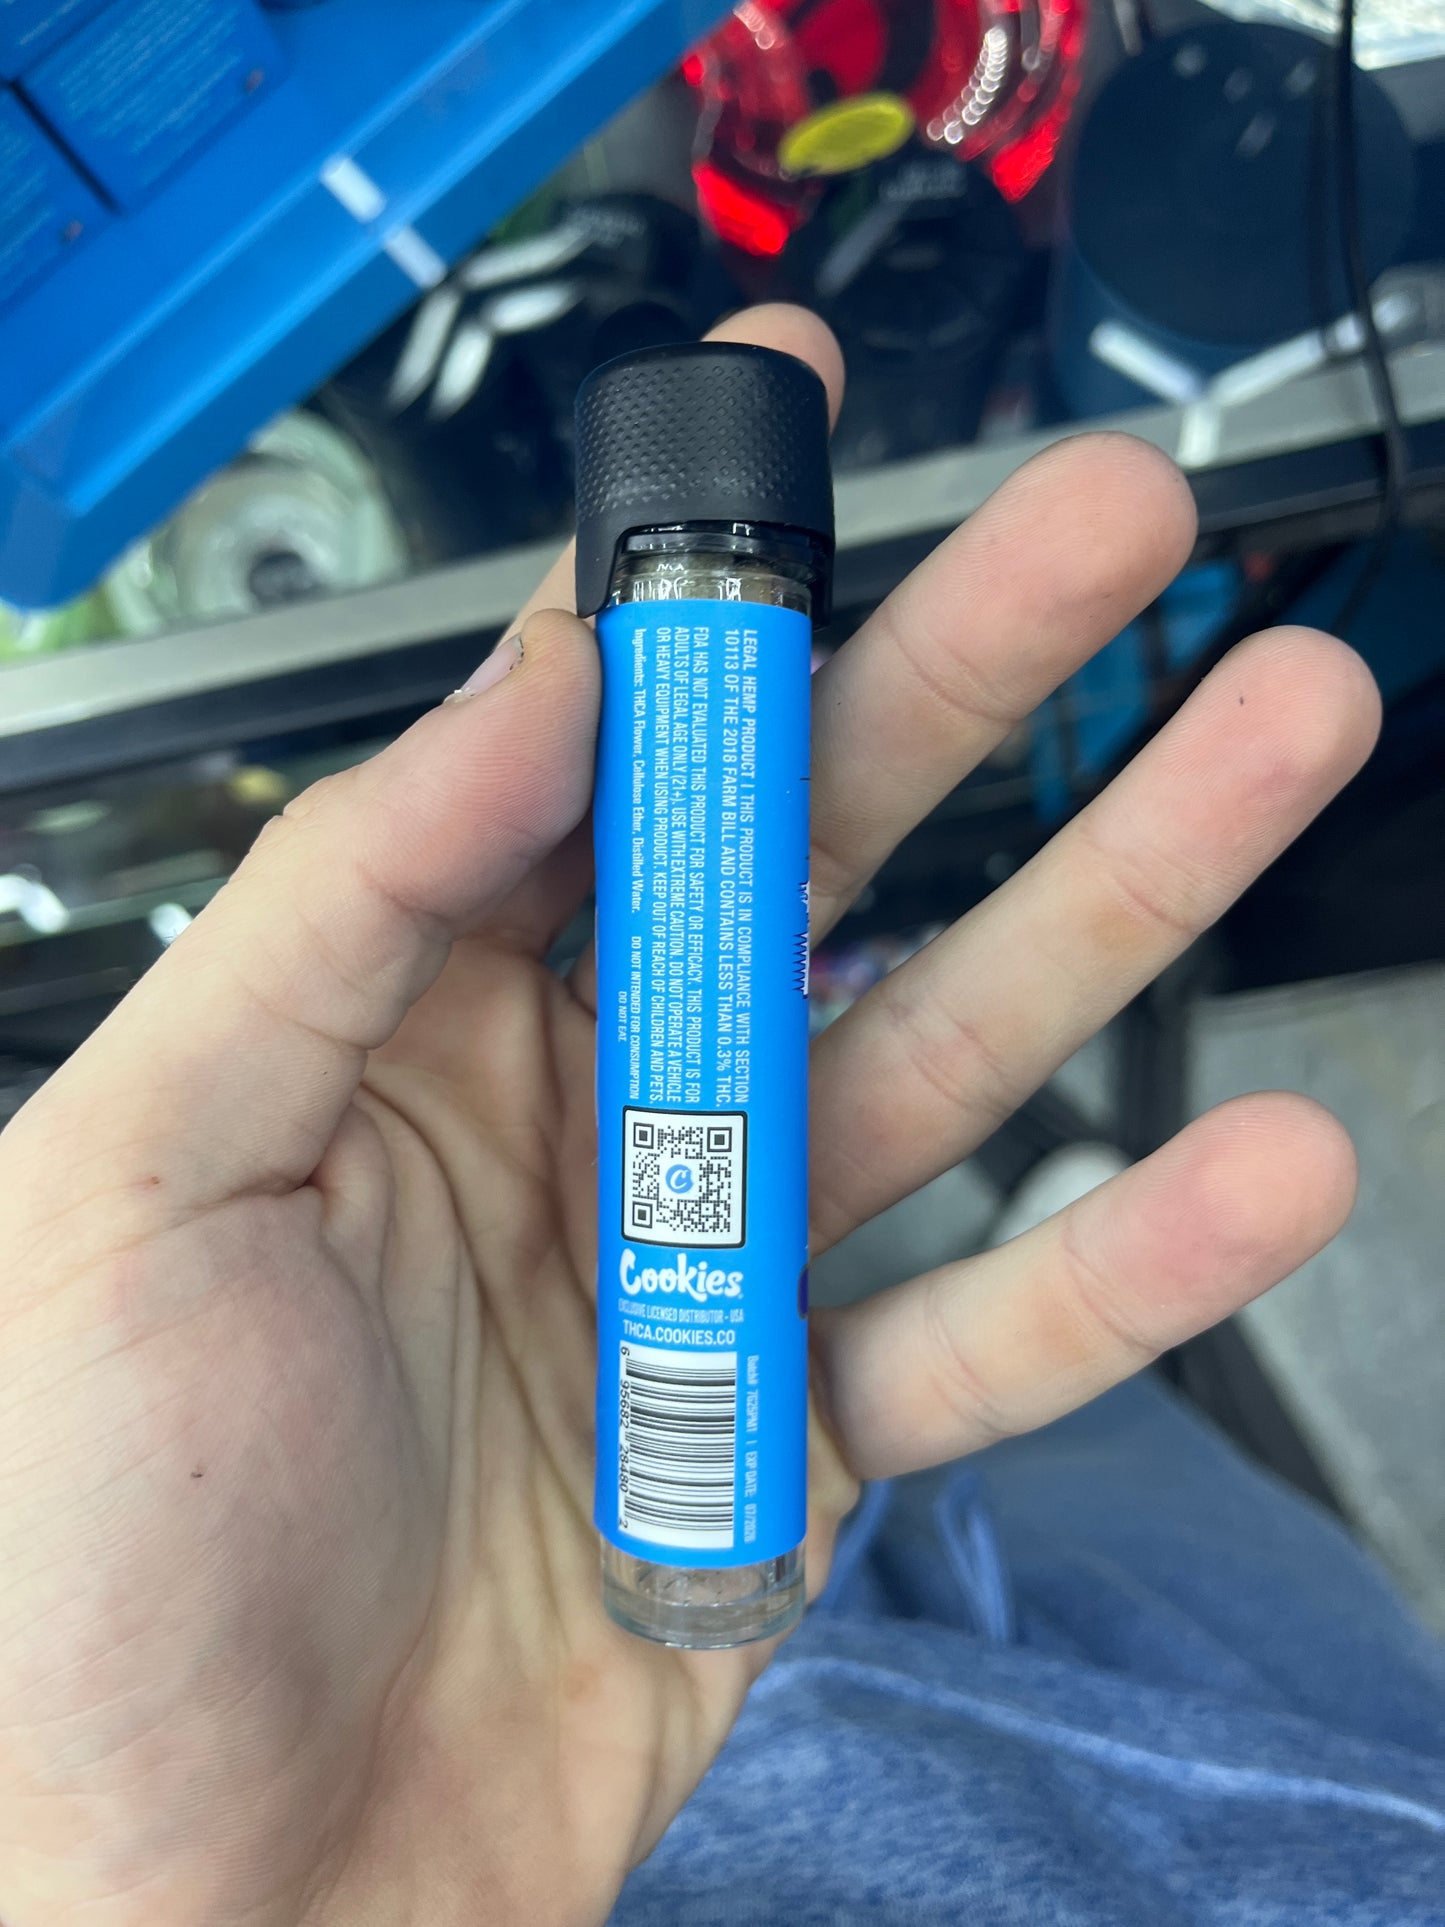 LEGAL HEMP PRODUCT | THIS PRODUCT IS IN COMPLIANCE WITH SECTION
10113 OF THE 2018 FARM BILL AND CONTAINS LESS THAN 0.3% THC.
FDA HAS NOT EVALUATED THIS PRODUCT FOR SAFETY OR EFFICACY. THIS PRODUCT IS FOR
ADULTS OF LEGAL AGE ONLY (21+). USE WITH EXTREME CAUTION. DO NOT OPERATE A VEHICLE
OR HEAVY EQUIPMENT WHEN USING PRODUCT. KEEP OUT OF REACH OF CHILDREN AND PETS.
Ingredients: THCA Flower, Cellulose Ether, Distilled Water.
DO NOT INTENDED FOR CONSUMPTION
DO NOT EAT.
C
Cookies
EXCLUSIVE LICENSED DISTRIBUTOR - USA
THCA.COOKIES.CO
Batch# 7G25PM1 | EXP DATE: 07/2026
6 95682 28480 2